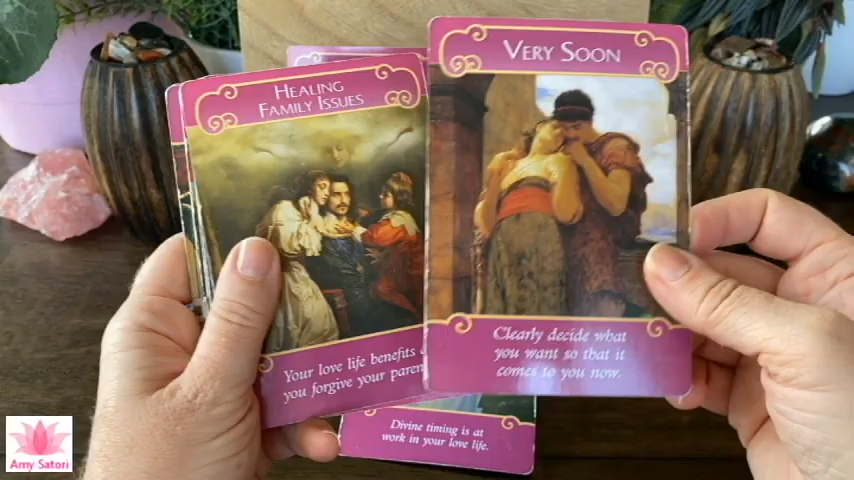 Healing
Family Issues
Very Soon
Your love life benefits
you forgive your
Clearly decide what
you want so that it
comes to you now.
Divine timing is at
work in your love life.
Amy Satori